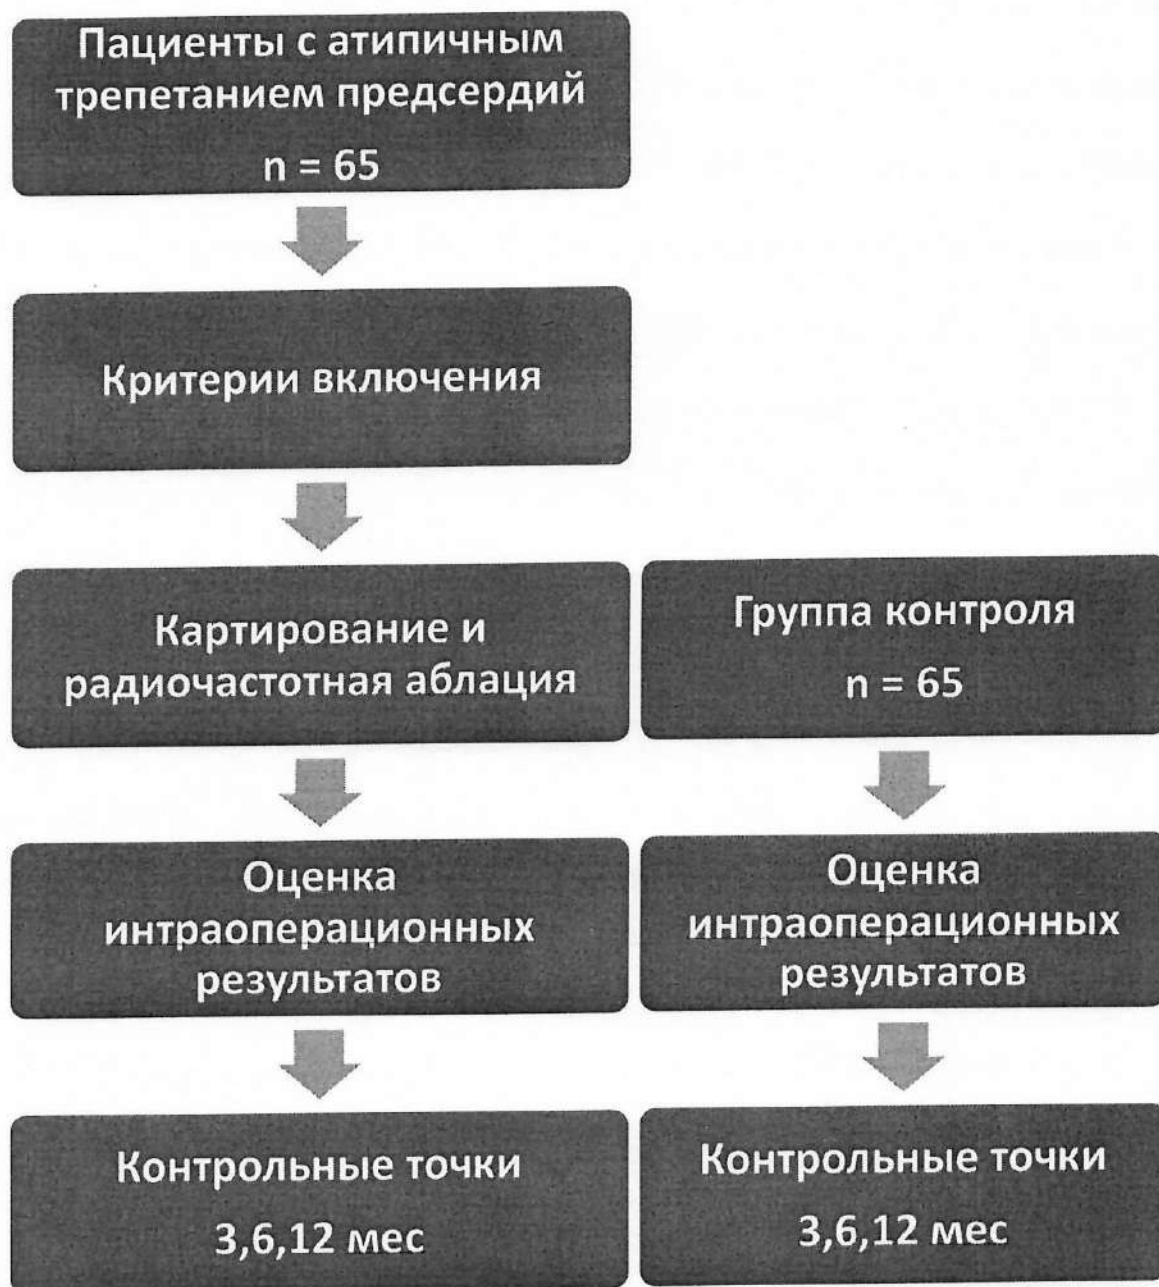 Пациенты с атипичным
трепетанием предсердий
n = 65
Критерии включения
Картирование и
радиочастотная аблация
Группа контроля
n = 65
Оценка
интраоперационных
результатов
Оценка
интраоперационных
результатов
Контрольные точки
3,6,12 мес
Контрольные точки
3,6,12 мес